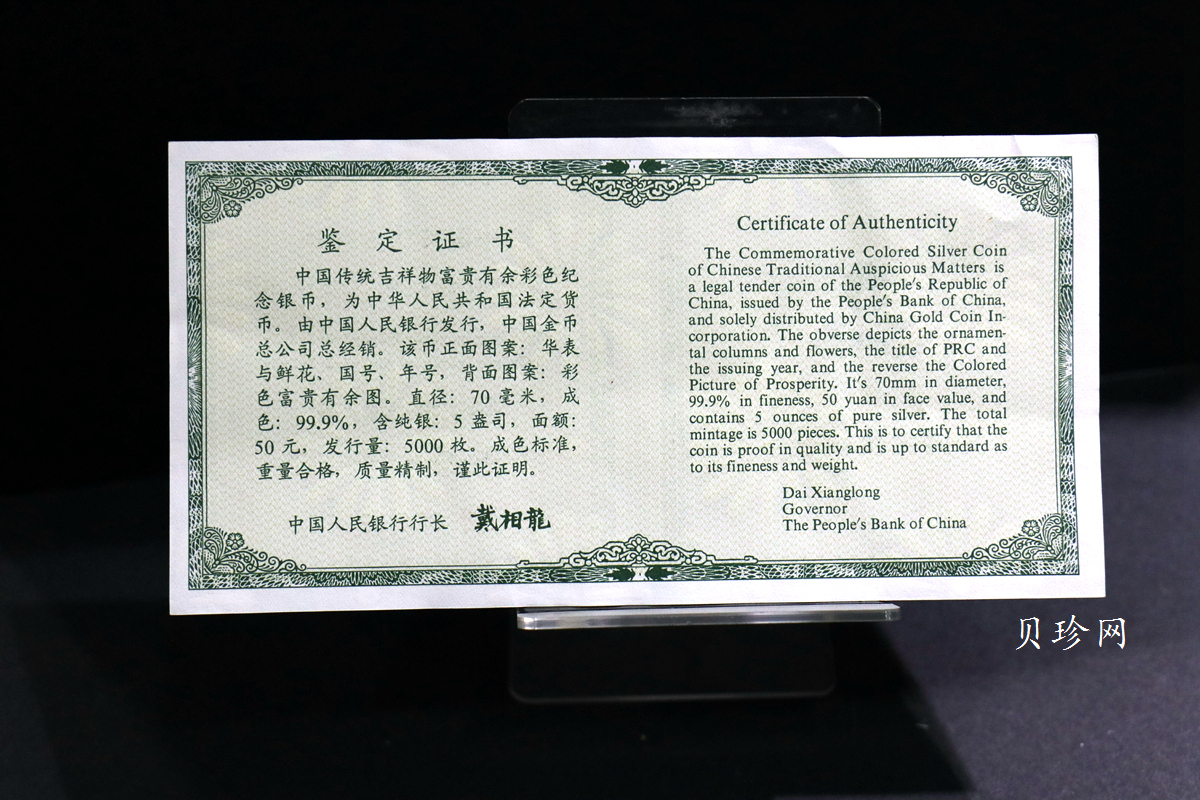 鉴定证书
中国传统吉祥物富贵有余彩色纪
念银币，为中华人民共和国法定货
币。由中国人民银行发行，中国金币
总公司总经销。该币正面图案：华表
与鲜花、国号、年号，背面图案：彩
色富贵有余图。直径：70毫米，成
色：99.9%，含纯银：5盎司，面额：
50元，发行量：5000枚。成色标准，
重量合格，质量精制，谨此证明。
中国人民银行行长 戴相龍
Certificate of Authenticity
The Commemorative Colored Silver Coin
of Chinese Traditional Auspicious Matters is
a legal tender coin of the People's Republic of
China, issued by the People's Bank of China,
and solely distributed by China Gold Coin In-
corporation. The obverse depicts the ornamen-
tal columns and flowers, the title of PRC and
the issuing year, and the reverse the Colored
Picture of Prosperity. It's 70mm in diameter,
99.9% in fineness, 50 yuan in face value, and
contains 5 ounces of pure silver. The total
mintage is 5000 pieces. This is to certify that the
coin is proof in quality and is up to standard as
to its fineness and weight.
Dai Xianglong
Governor
The People's Bank of China
贝珍网